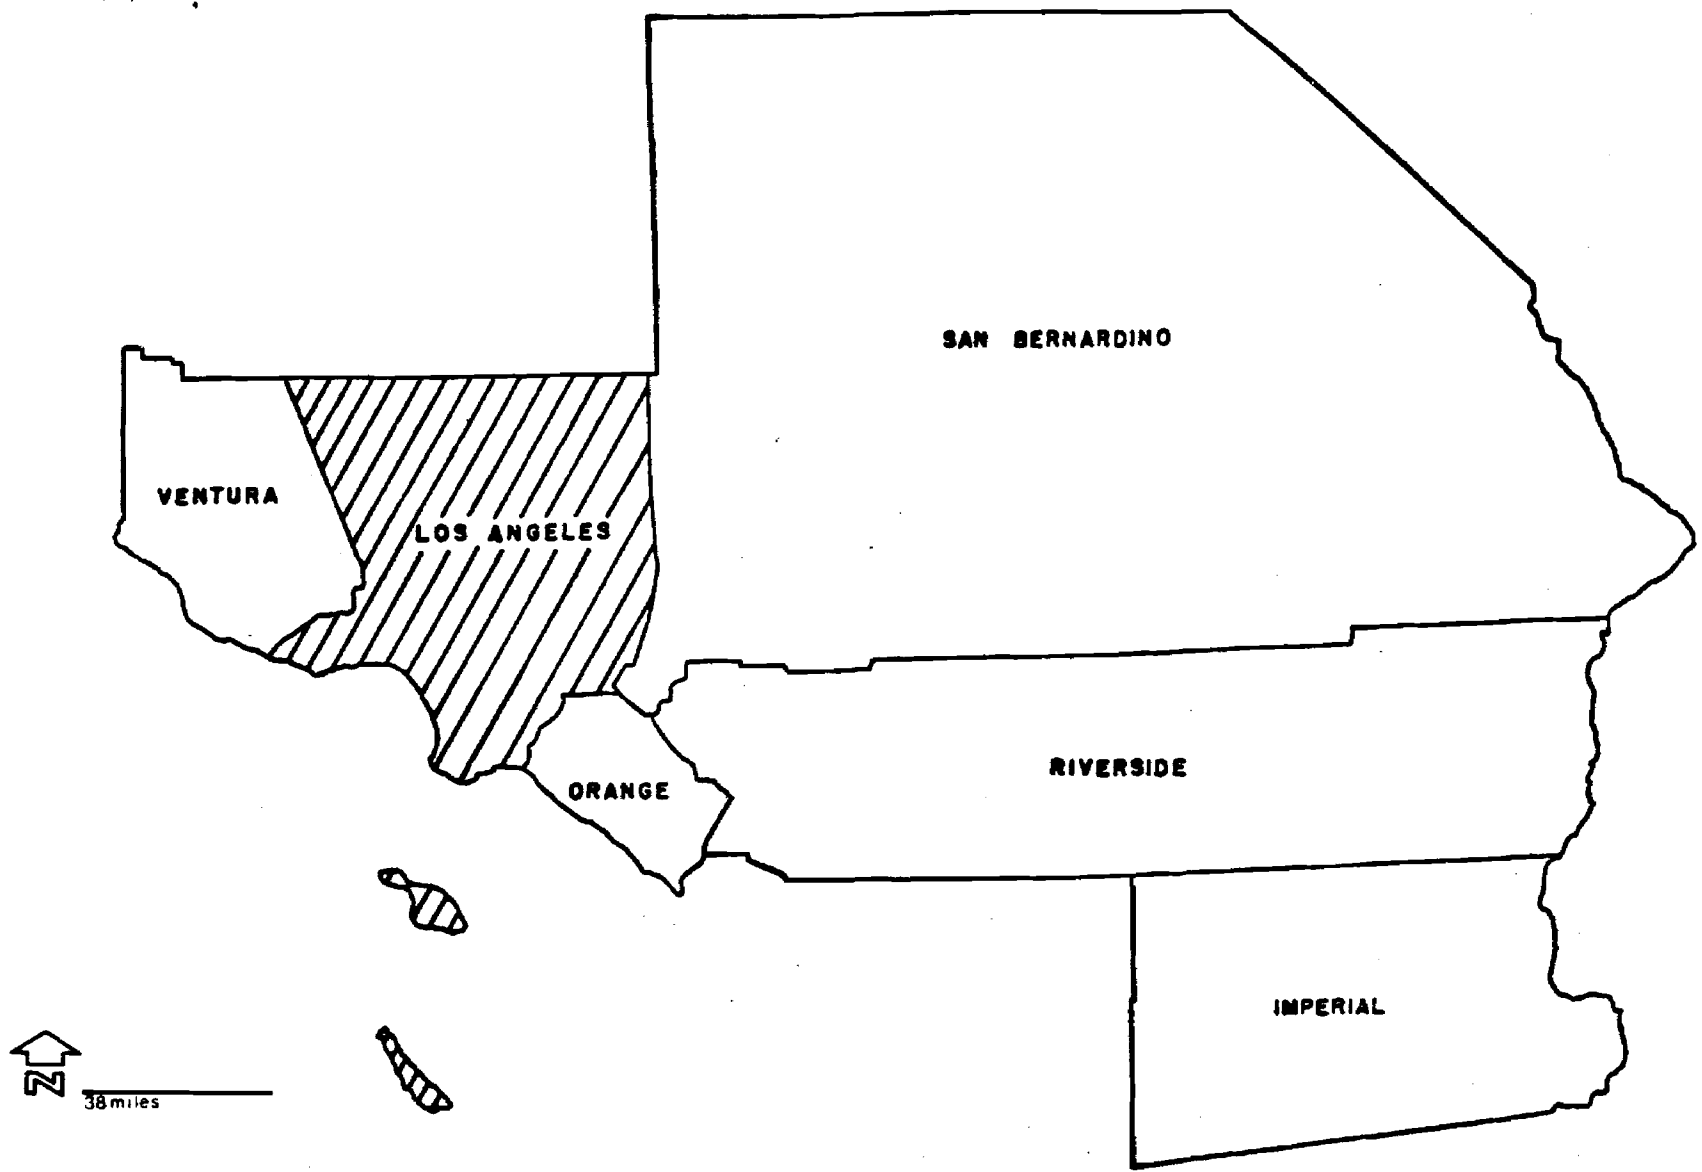 SAN BERNARDINO
VENTURA
LOS ANGELES
RIVERSIDE
ORANGE
IMPERIAL
N
38 miles